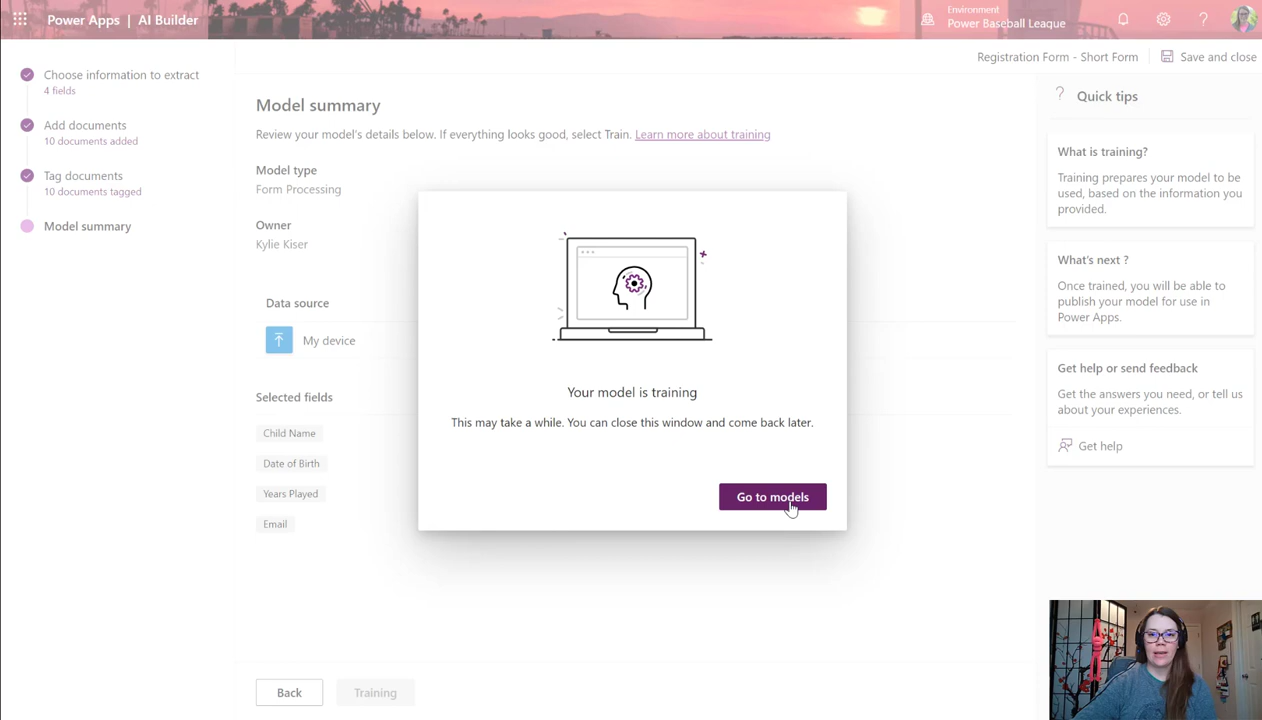 Power Apps | AI Builder
Environment
Power Baseball League
?
Registration Form - Short Form
Save and close
Choose information to extract
4 fields
Add documents
10 documents added
Tag documents
10 documents tagged
Model summary
Model summary
Review your model's details below. If everything looks good, select Train. Learn more about training
Model type
Form Processing
Owner
Kylie Kiser
Data source
My device
Selected fields
Child Name
Date of Birth
Years Played
Email
Your model is training
This may take a while. You can close this window and come back later.
Go to models
Back
Training
? Quick tips
What is training?
Training prepares your model to be
used, based on the information you
provided.
What's next ?
Once trained, you will be able to
publish your model for use in
Power Apps.
Get help or send feedback
Get the answers you need, or tell us
about your experiences.
Get help